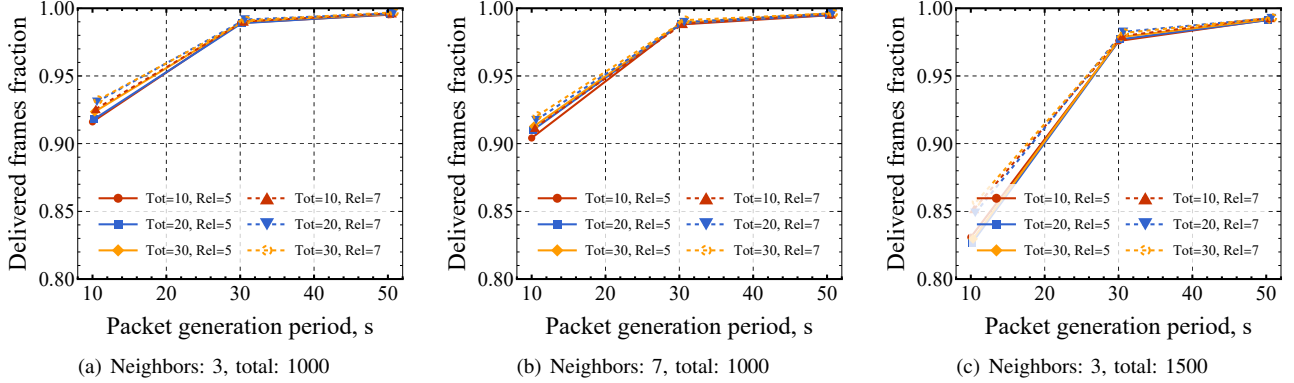 Delivered frames fraction
1.00
0.95
0.90
0.85
0.80
Tot=10, Rel=5
Tot=10, Rel=7
Tot=20, Rel=5
Tot=20, Rel=7
Tot=30, Rel=5
Tot=30, Rel=7
10 20 30 40 50
Packet generation period, s
(a) Neighbors: 3, total: 1000
Delivered frames fraction
1.00
0.95
0.90
0.85
0.80
Tot=10, Rel=5
Tot=10, Rel=7
Tot=20, Rel=5
Tot=20, Rel=7
Tot=30, Rel=5
Tot=30, Rel=7
10 20 30 40 50
Packet generation period, s
(b) Neighbors: 7, total: 1000
Delivered frames fraction
1.00
0.95
0.90
0.85
0.80
Tot=10, Rel=5
Tot=10, Rel=7
Tot=20, Rel=5
Tot=20, Rel=7
Tot=30, Rel=5
Tot=30, Rel=7
10 20 30 40 50
Packet generation period, s
(c) Neighbors: 3, total: 1500